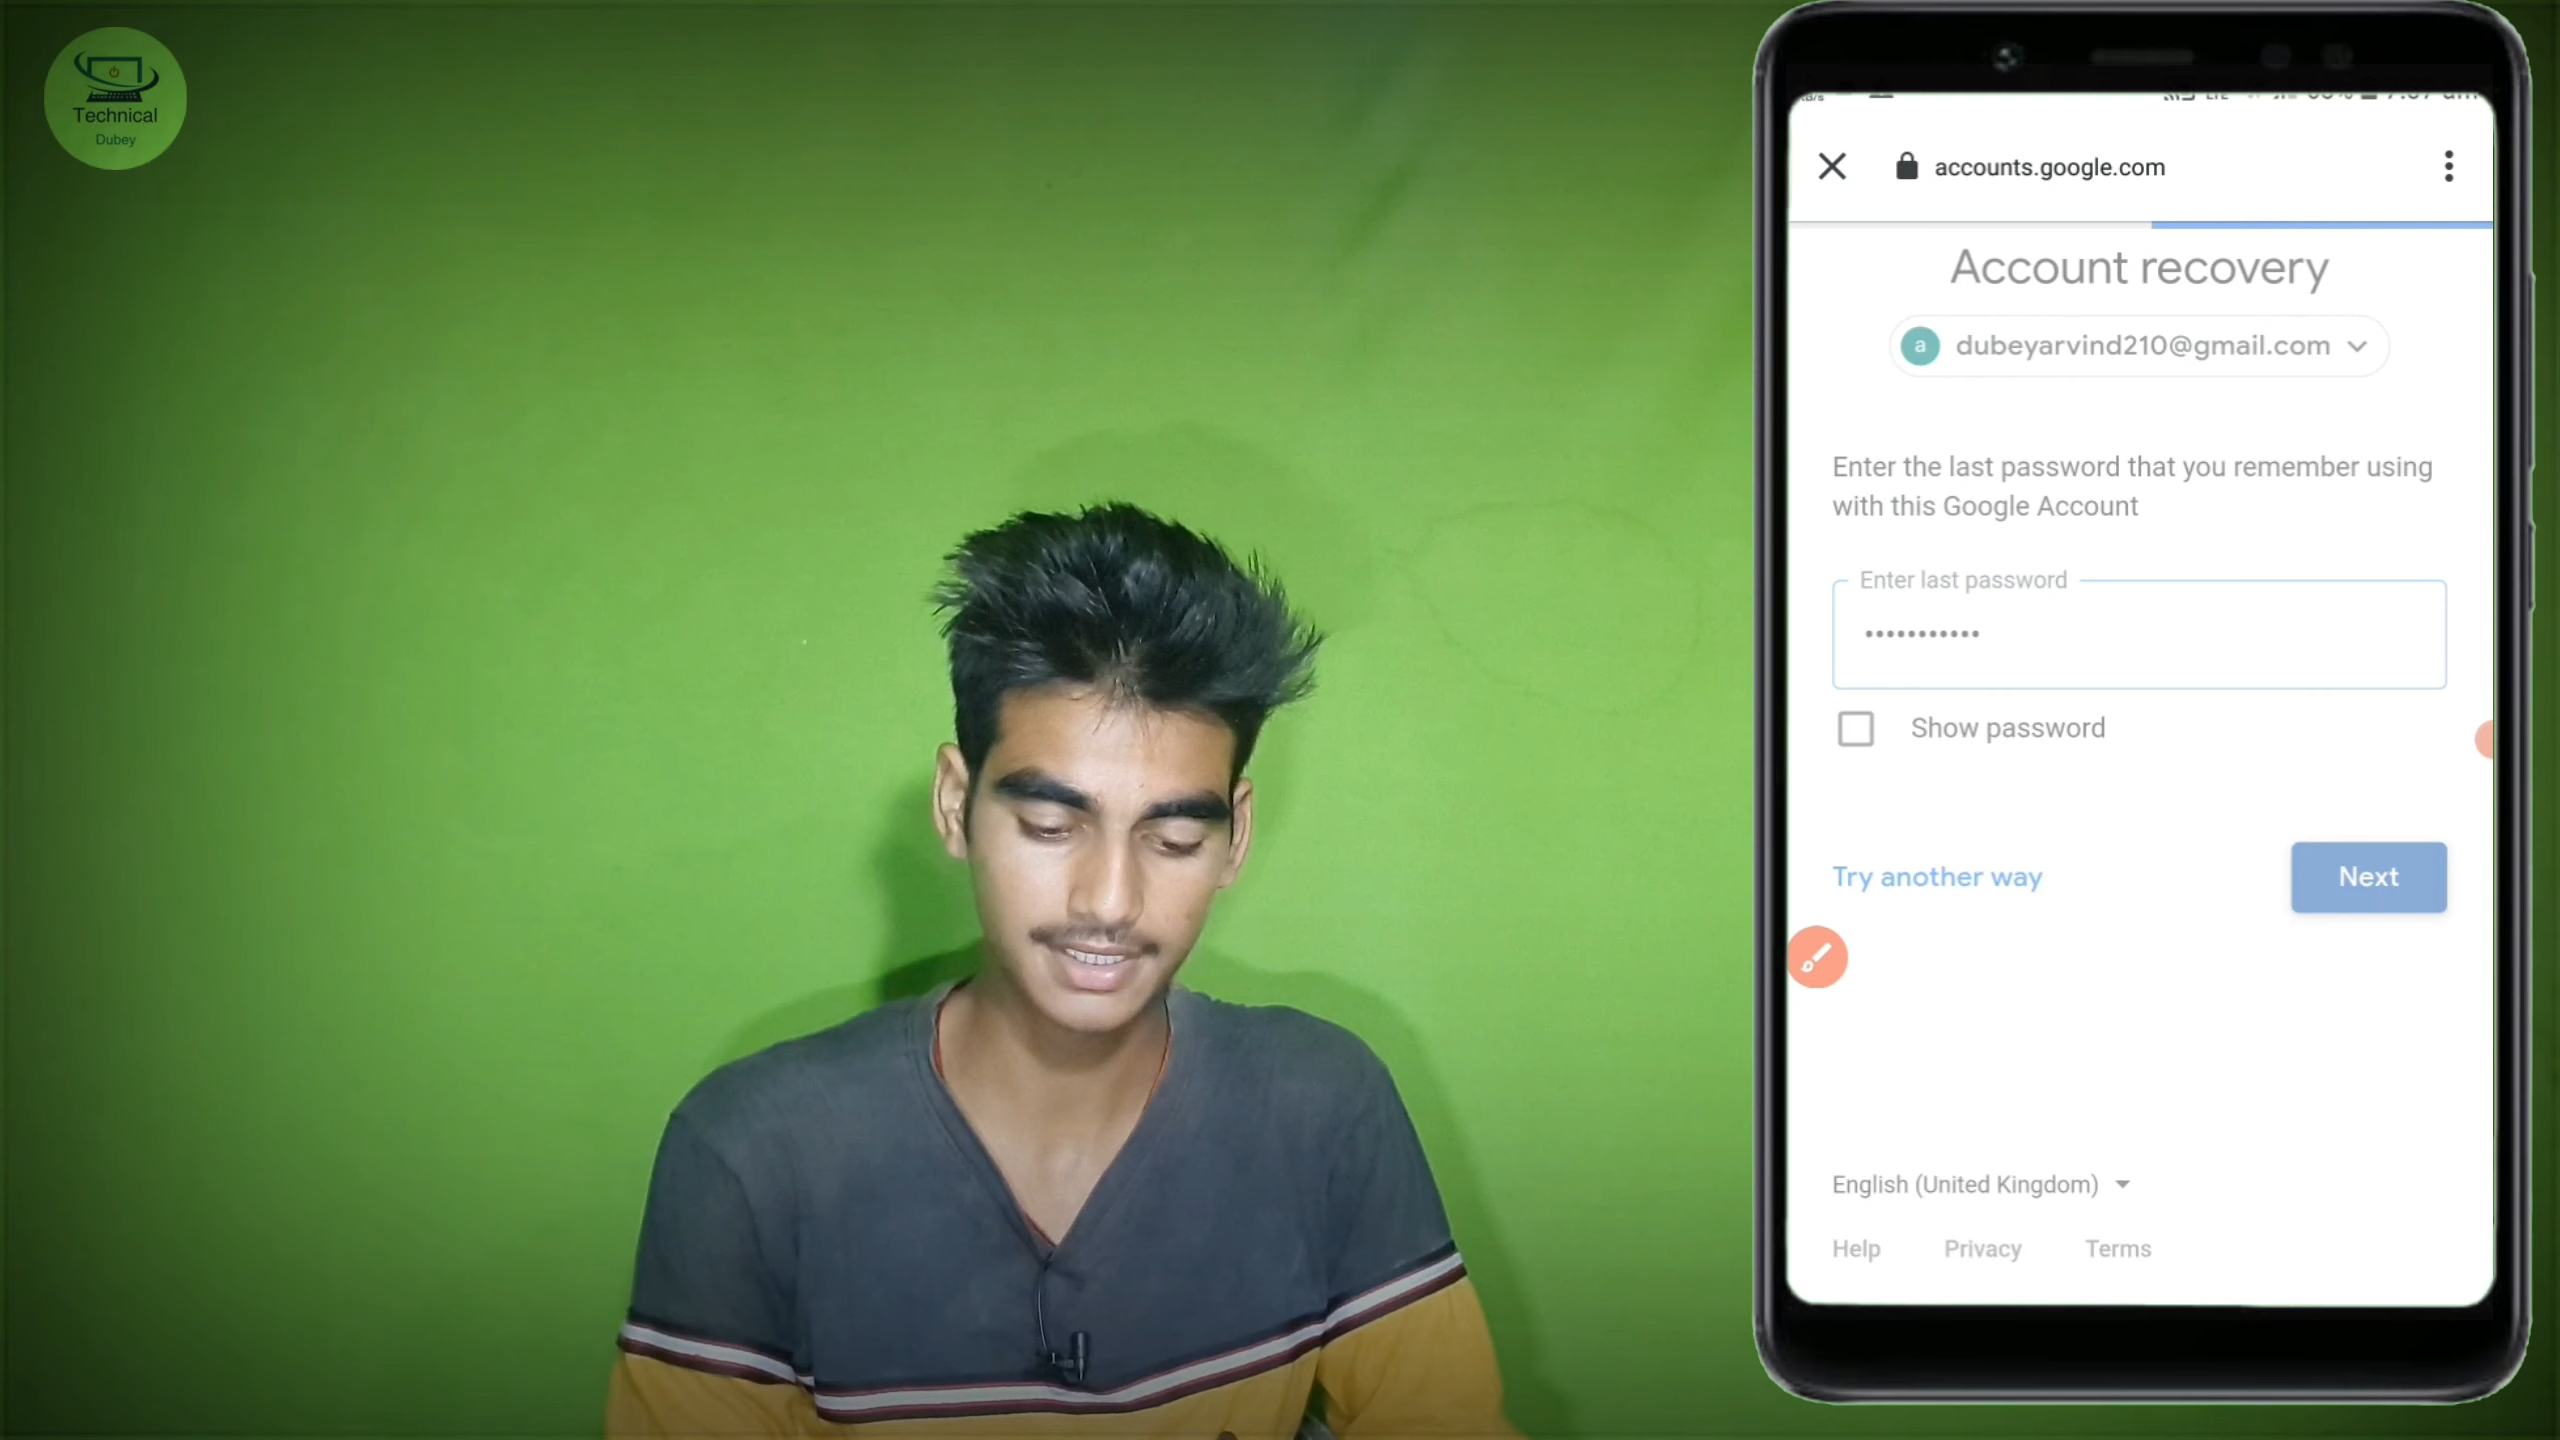 Technical
Dubey
accounts.google.com
Account recovery
a dubeyarvind210@gmail.com
Enter the last password that you remember using
with this Google Account
Enter last password
•••••••••••
Show password
Try another way
Next
English (United Kingdom)
Help Privacy Terms